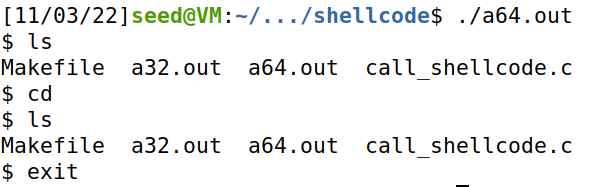 [11/03/22]seed@VM:~/.../shellcode$ ./a64.out
$ ls
Makefile  a32.out  a64.out  call_shellcode.c
$ cd
$ ls
Makefile  a32.out  a64.out  call_shellcode.c
$ exit